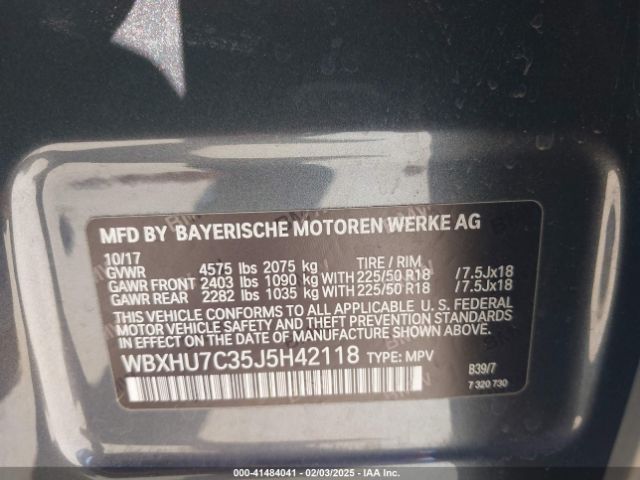 MFD BY BAYERISCHE MOTOREN WERKE AG
10/17 TIRE / RIM
GVWR 4575 lbs 2075 kg
GAWR FRONT 2403 lbs 1090 kg WITH 225/50 R18 /7.5Jx18
GAWR REAR 2282 lbs 1035 kg WITH 225/50 R18 /7.5Jx18
THIS VEHICLE CONFORMS TO ALL APPLICABLE U. S. FEDERAL
MOTOR VEHICLE SAFETY, BUMPER, AND THEFT PREVENTION STANDARDS
IN EFFECT ON THE DATE OF MANUFACTURE SHOWN ABOVE.
WBXHU7C35J5H42118 TYPE: MPV
B39/7
7 320 730
000-41484041 - 02/03/2025 - IAA Inc.